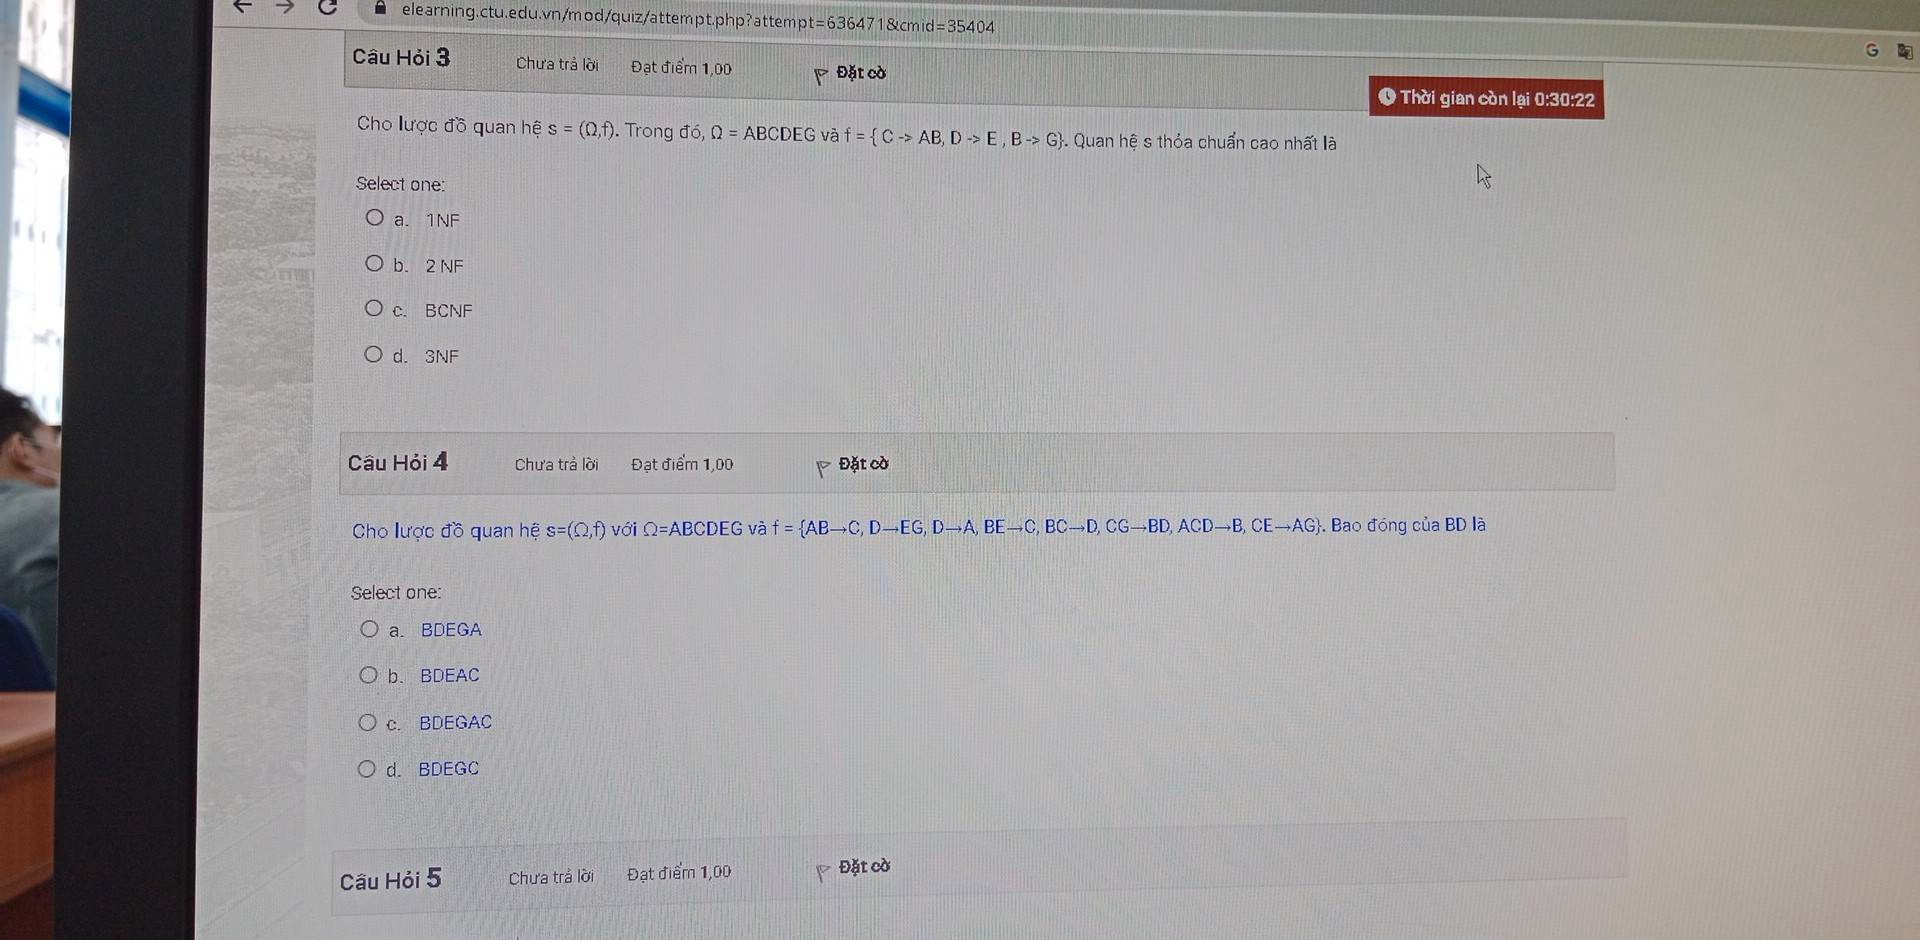 elearning.ctu.edu.vn/mod/quiz/attempt.php?attempt=636471&cmid=35404
Câu Hỏi 3 Chưa trả lời Đạt điểm 1,00 Đặt cờ
Thời gian còn lại 0:30:22
Cho lược đồ quan hệ s = (Ω,f). Trong đó, Ω = ABCDEG và f = { C -> AB, D -> E , B -> G}. Quan hệ s thỏa chuẩn cao nhất là
Select one:
a. 1NF
b. 2 NF
c. BCNF
d. 3NF
Câu Hỏi 4 Chưa trả lời Đạt điểm 1,00 Đặt cờ
Cho lược đồ quan hệ s=(Ω,f) với Ω=ABCDEG và f = {AB→C, D→EG, D→A, BE→C, BC→D, CG→BD, ACD→B, CE→AG}. Bao đóng của BD là
Select one:
a. BDEGA
b. BDEAC
c. BDEGAC
d. BDEGC
Câu Hỏi 5 Chưa trả lời Đạt điểm 1,00 Đặt cờ